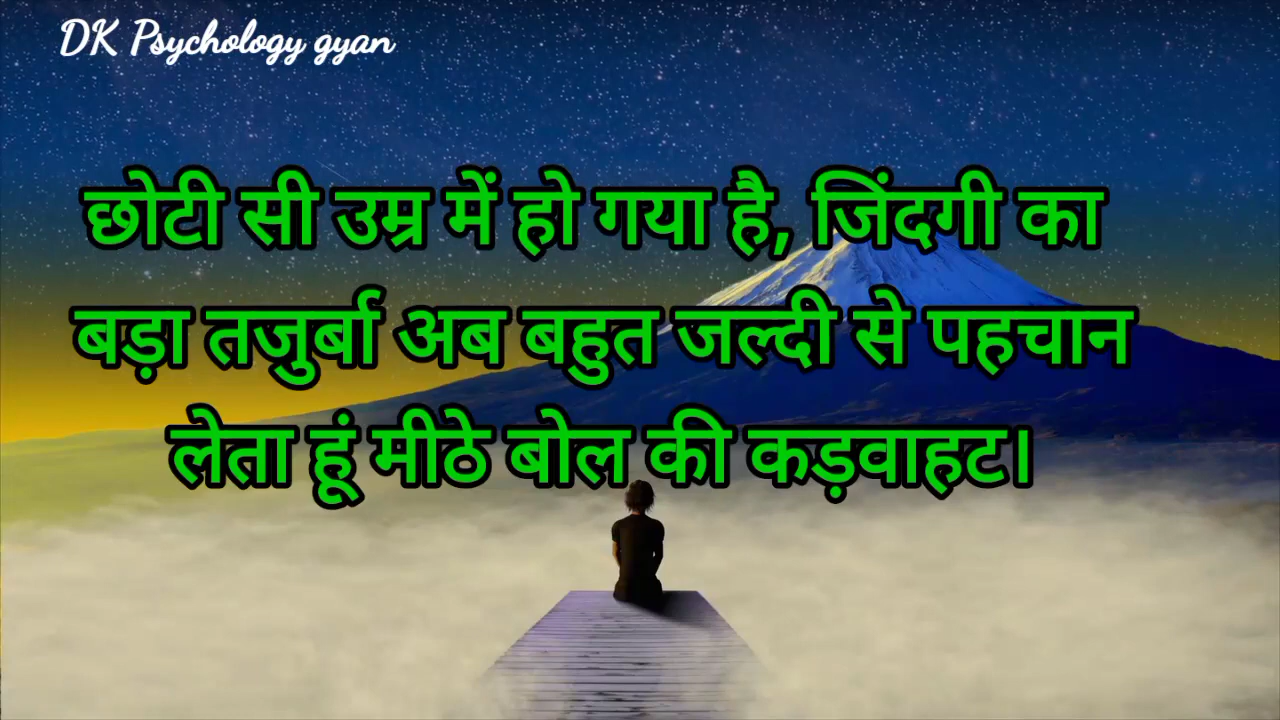 DK Psychology gyan
छोटी सी उम्र में हो गया है, जिंदगी का
बड़ा तजुर्बा अब बहुत जल्दी से पहचान
लेता हूं मीठे बोल की कड़वाहट।